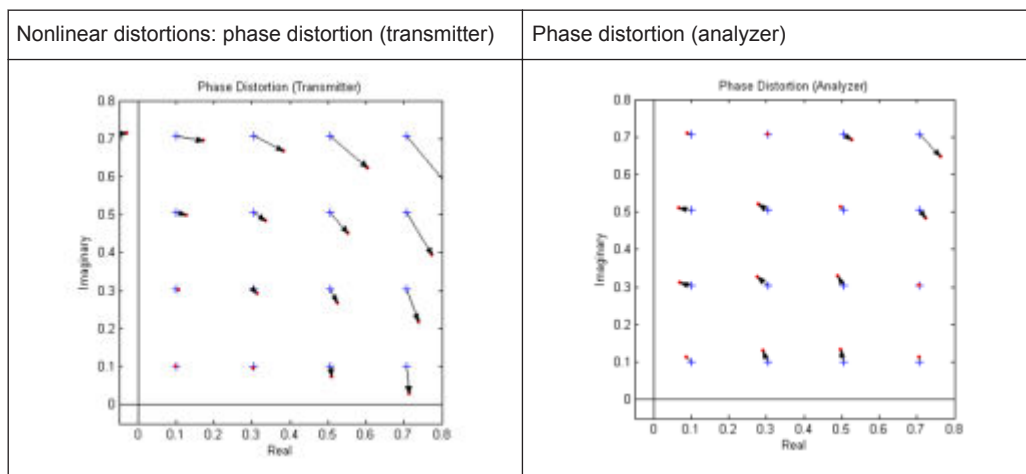 Nonlinear distortions: phase distortion (transmitter)
Phase distortion (analyzer)
Phase Distortion (Transmitter)
0.8
0.7
0.6
0.5
0.4
0.3
0.2
0.1
0
Imaginary
0 0.1 0.2 0.3 0.4 0.5 0.6 0.7 0.8
Real
Phase Distortion (Analyzer)
0.8
0.7
0.6
0.5
0.4
0.3
0.2
0.1
0
Imaginary
0 0.1 0.2 0.3 0.4 0.5 0.6 0.7 0.8
Real